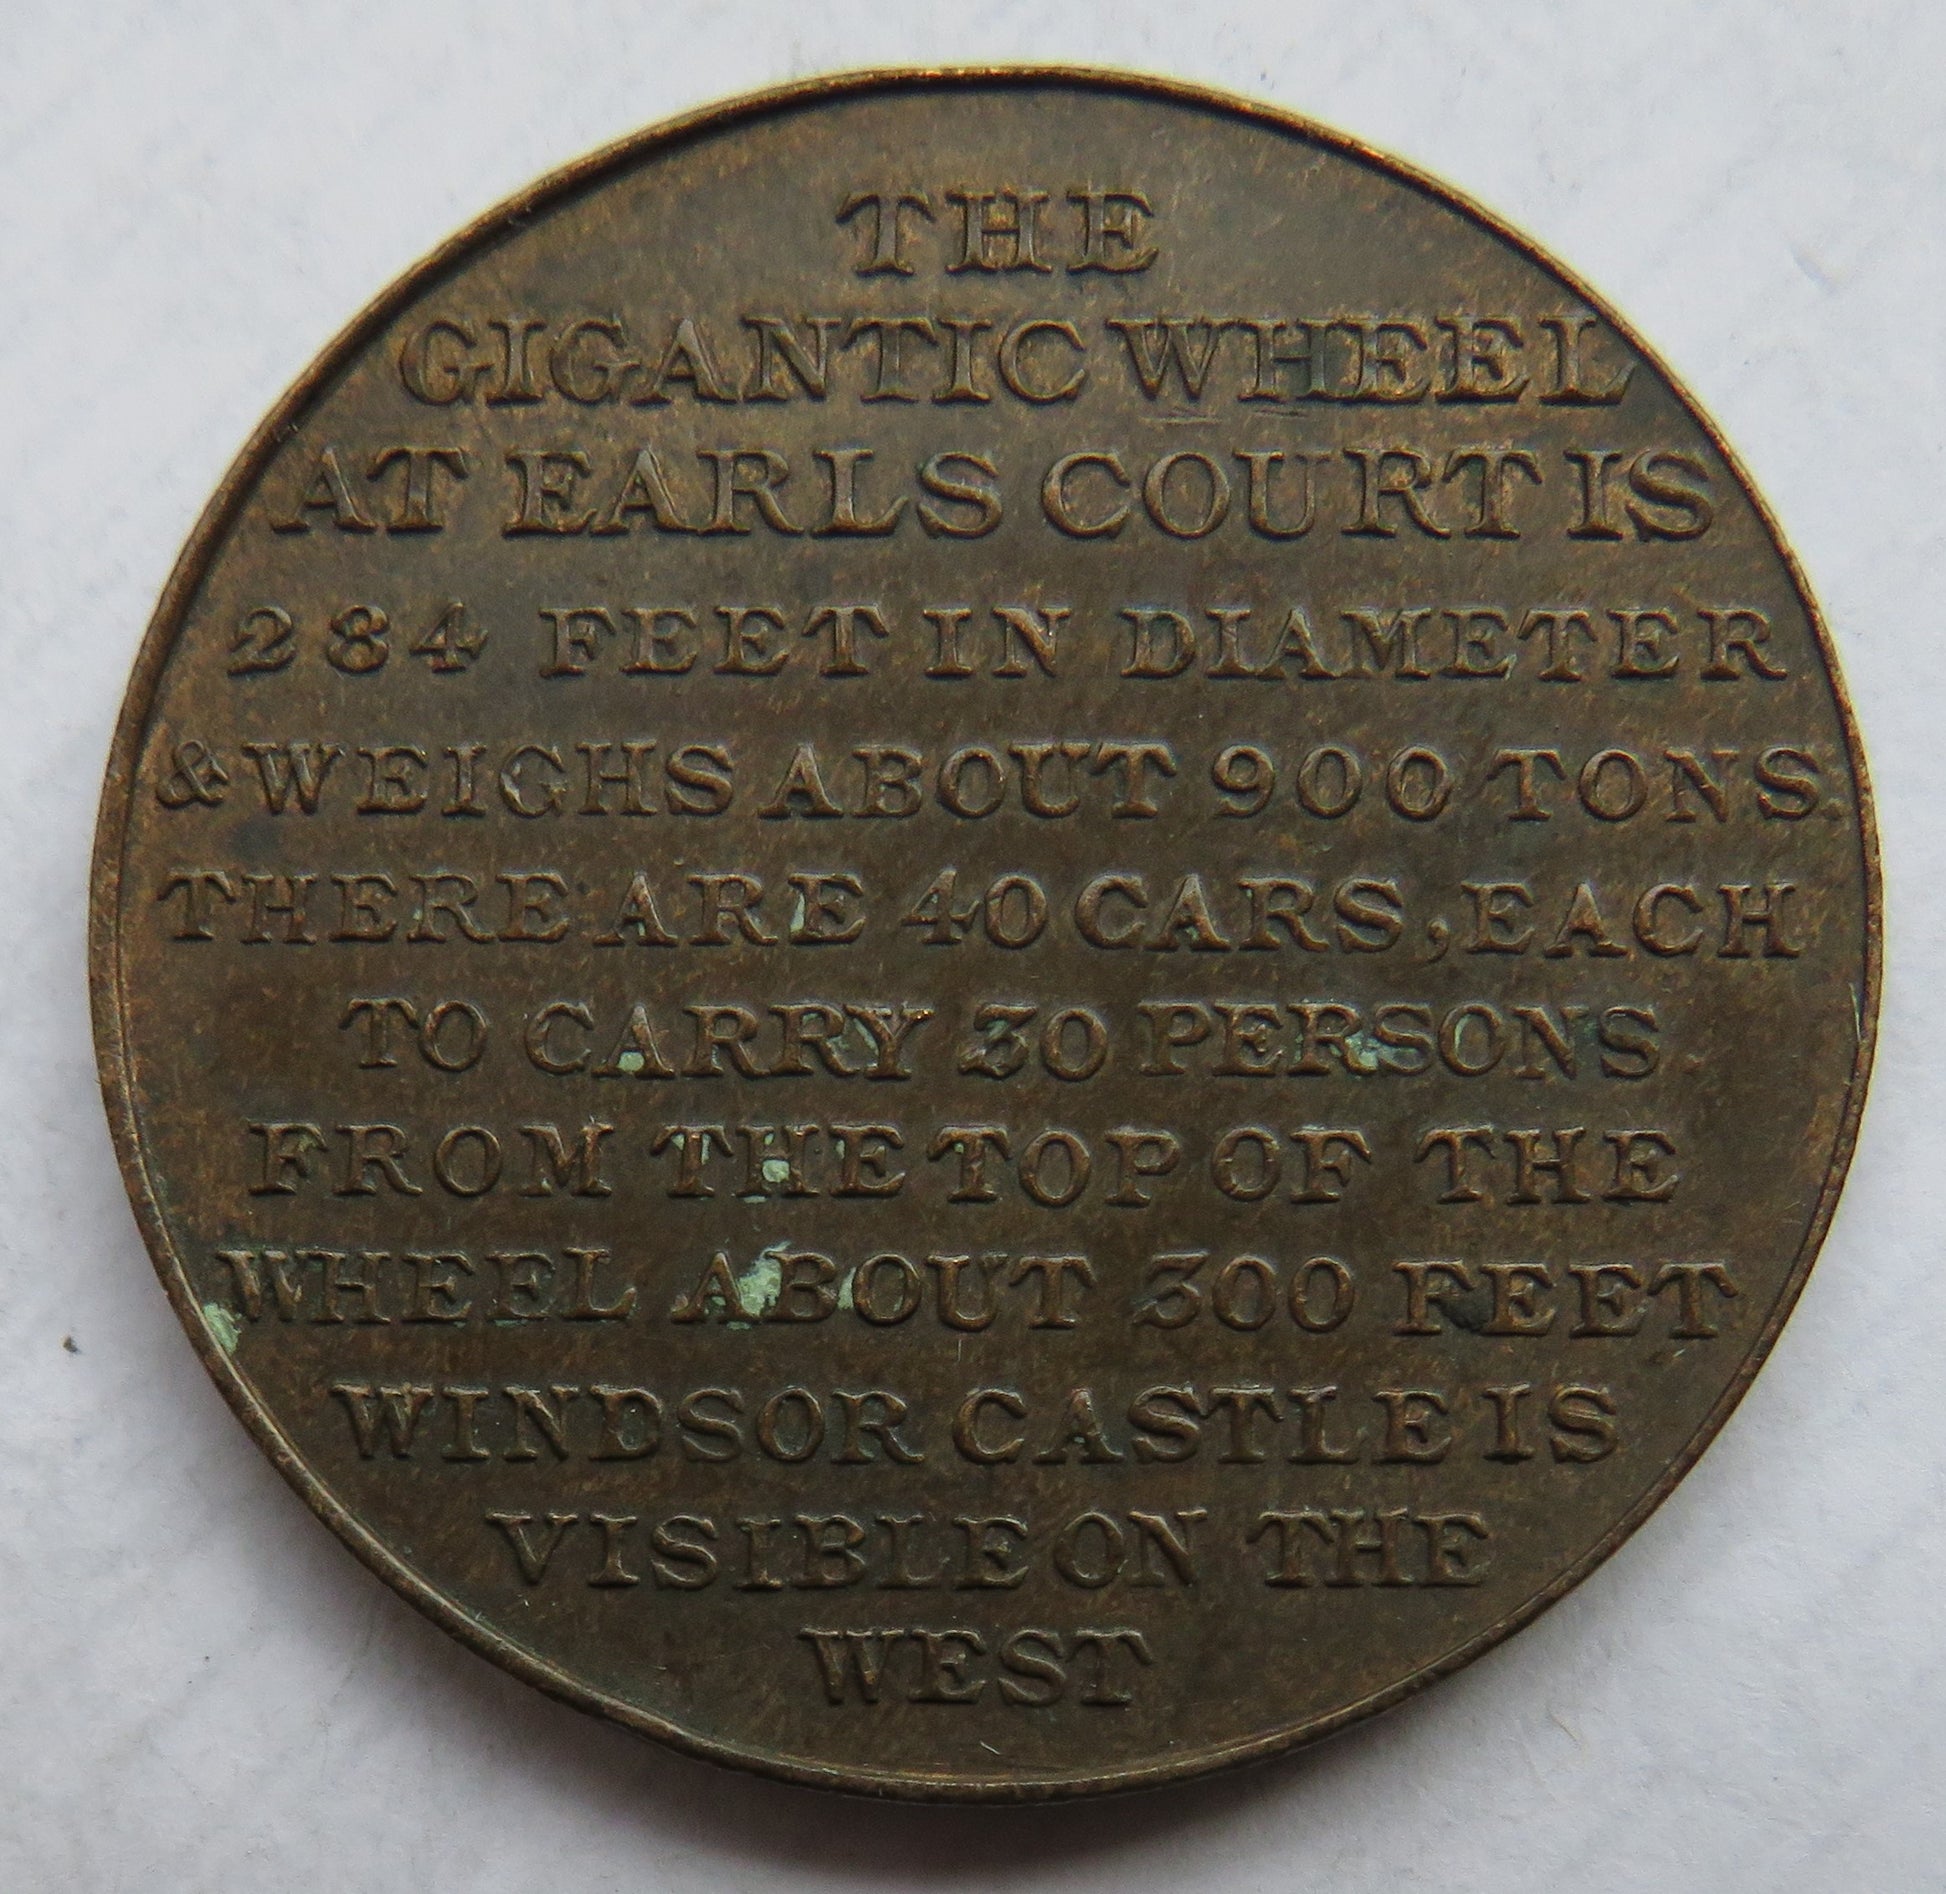 THE
GIGANTIC WHEEL
AT EARLS COURT IS
284 FEET IN DIAMETER
& WEIGHS ABOUT 900 TONS.
THERE ARE 40 CARS, EACH
TO CARRY 30 PERSONS
FROM THE TOP OF THE
WHEEL ABOUT 300 FEET
WINDSOR CASTLE IS
VISIBLE ON THE
WEST